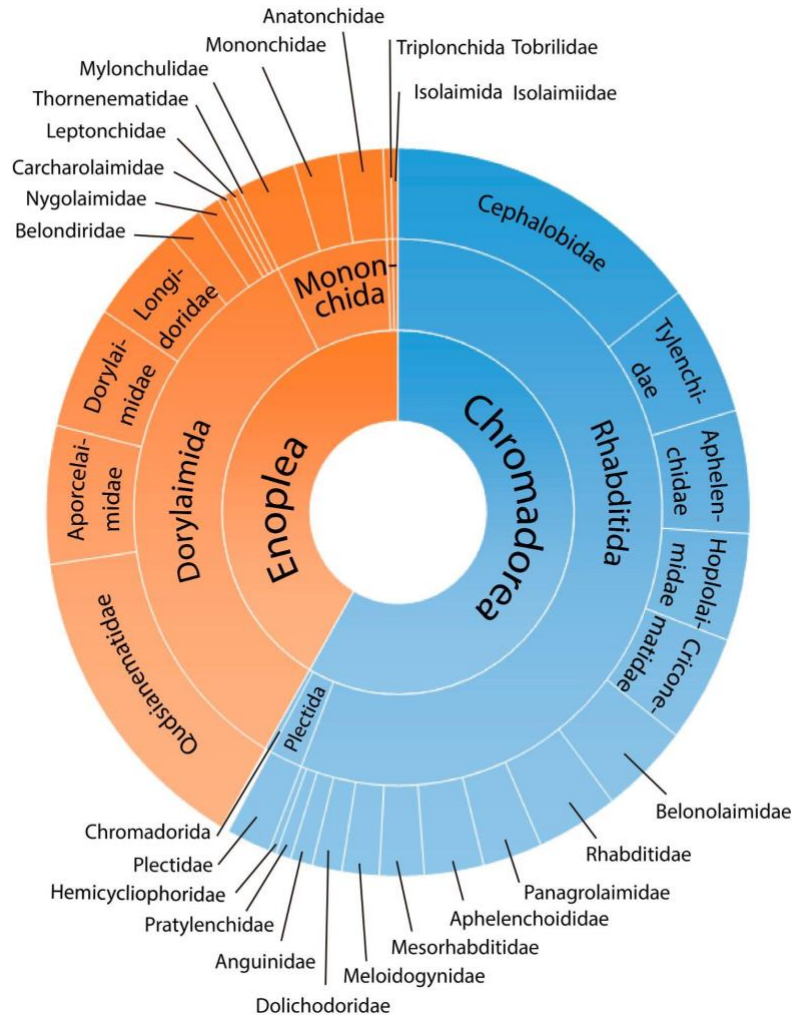 Anatonchidae
Mononchidae
Triplonchida Tobrilidae
Mylonchulidae
Isolaimida Isolaimiidae
Thornenematidae
Leptonchidae
Carcharolaimidae
Nygolaimidae
Belondiridae
Cephalobidae
Monon-
chida
Longi-
doridae
Tylenchi-
dae
Dorylai-
midae
Chromadorea
Rhabditida
Enoplea
Dorylaimida
Aporcelai-
midae
Aphelen-
chidae
Hoplolai-
midae
Cricone-
matidae
Qudsianematidae
Plectida
Belonolaimidae
Chromadorida
Rhabditidae
Plectidae
Hemicycliophoridae
Panagrolaimidae
Pratylenchidae
Aphelenchoididae
Mesorhabditidae
Anguinidae
Meloidogynidae
Dolichodoridae